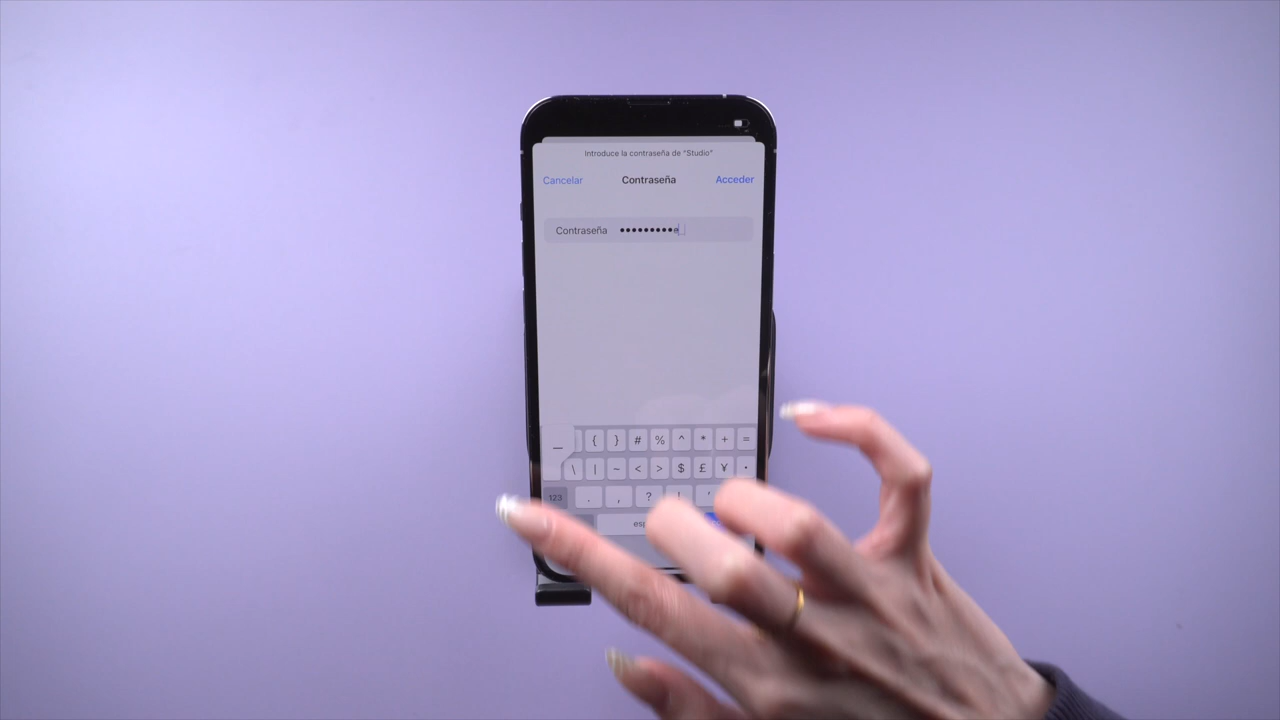 Introduce la contraseña de "Studio"
Cancelar Contraseña Acceder
Contraseña ●●●●●●●●●
_ { } # % ^ * + =
\ | ~ < > $ £ ¥ •
123 . , ? ! '